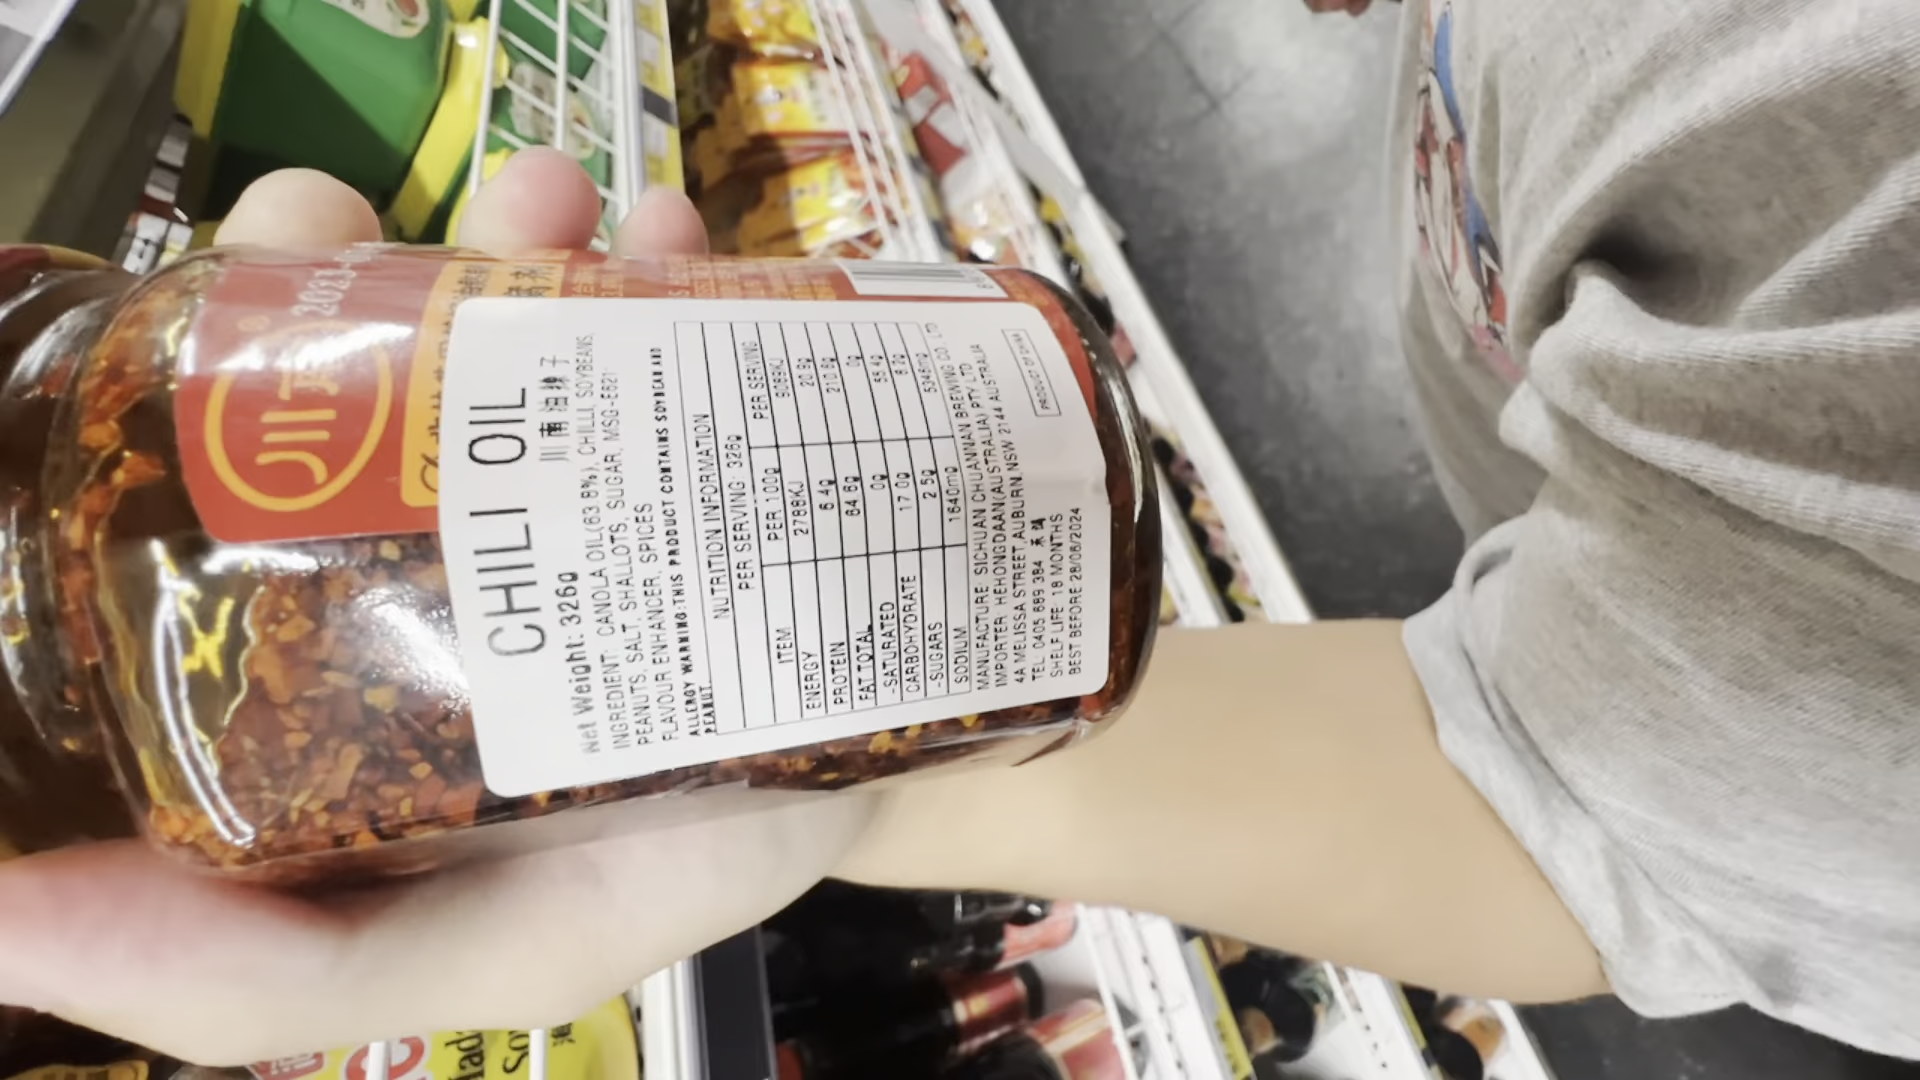 川南
CHILI OIL
川南油辣子
Net Weight: 326g
INGREDIENT: CANOLA OIL(63.8%), CHILLI, SOYBEANS,
PEANUTS, SALT, SHALLOTS, SUGAR, MSG-E621
FLAVOUR ENHANCER, SPICES
ALLERGY WARNING:THIS PRODUCT CONTAINS SOYBEAN AND
PEANUT
NUTRITION INFORMATION
PER SERVING: 326g
ITEM PER 100g PER SERVING
ENERGY 2788KJ 9089KJ
PROTEIN 6.4g 20.9g
FAT TOTAL 64.6g 210.6g
-SATURATED 0g 0g
CARBOHYDRATE 17.0g 55.4g
-SUGARS 2.5g 8.2g
SODIUM 1640mg 5346mg
MANUFACTURE: SICHUAN CHUANNAN BREWING CO. LTD
IMPORTER: HEHONGDAAN(AUSTRALIA) PTY LTD
4A MELISSA STREET,AUBURN,NSW 2144 AUSTRALIA
TEL: 0405 689 384
SHELF LIFE: 18 MONTHS
BEST BEFORE 28/06/2024
PRODUCT OF CHINA